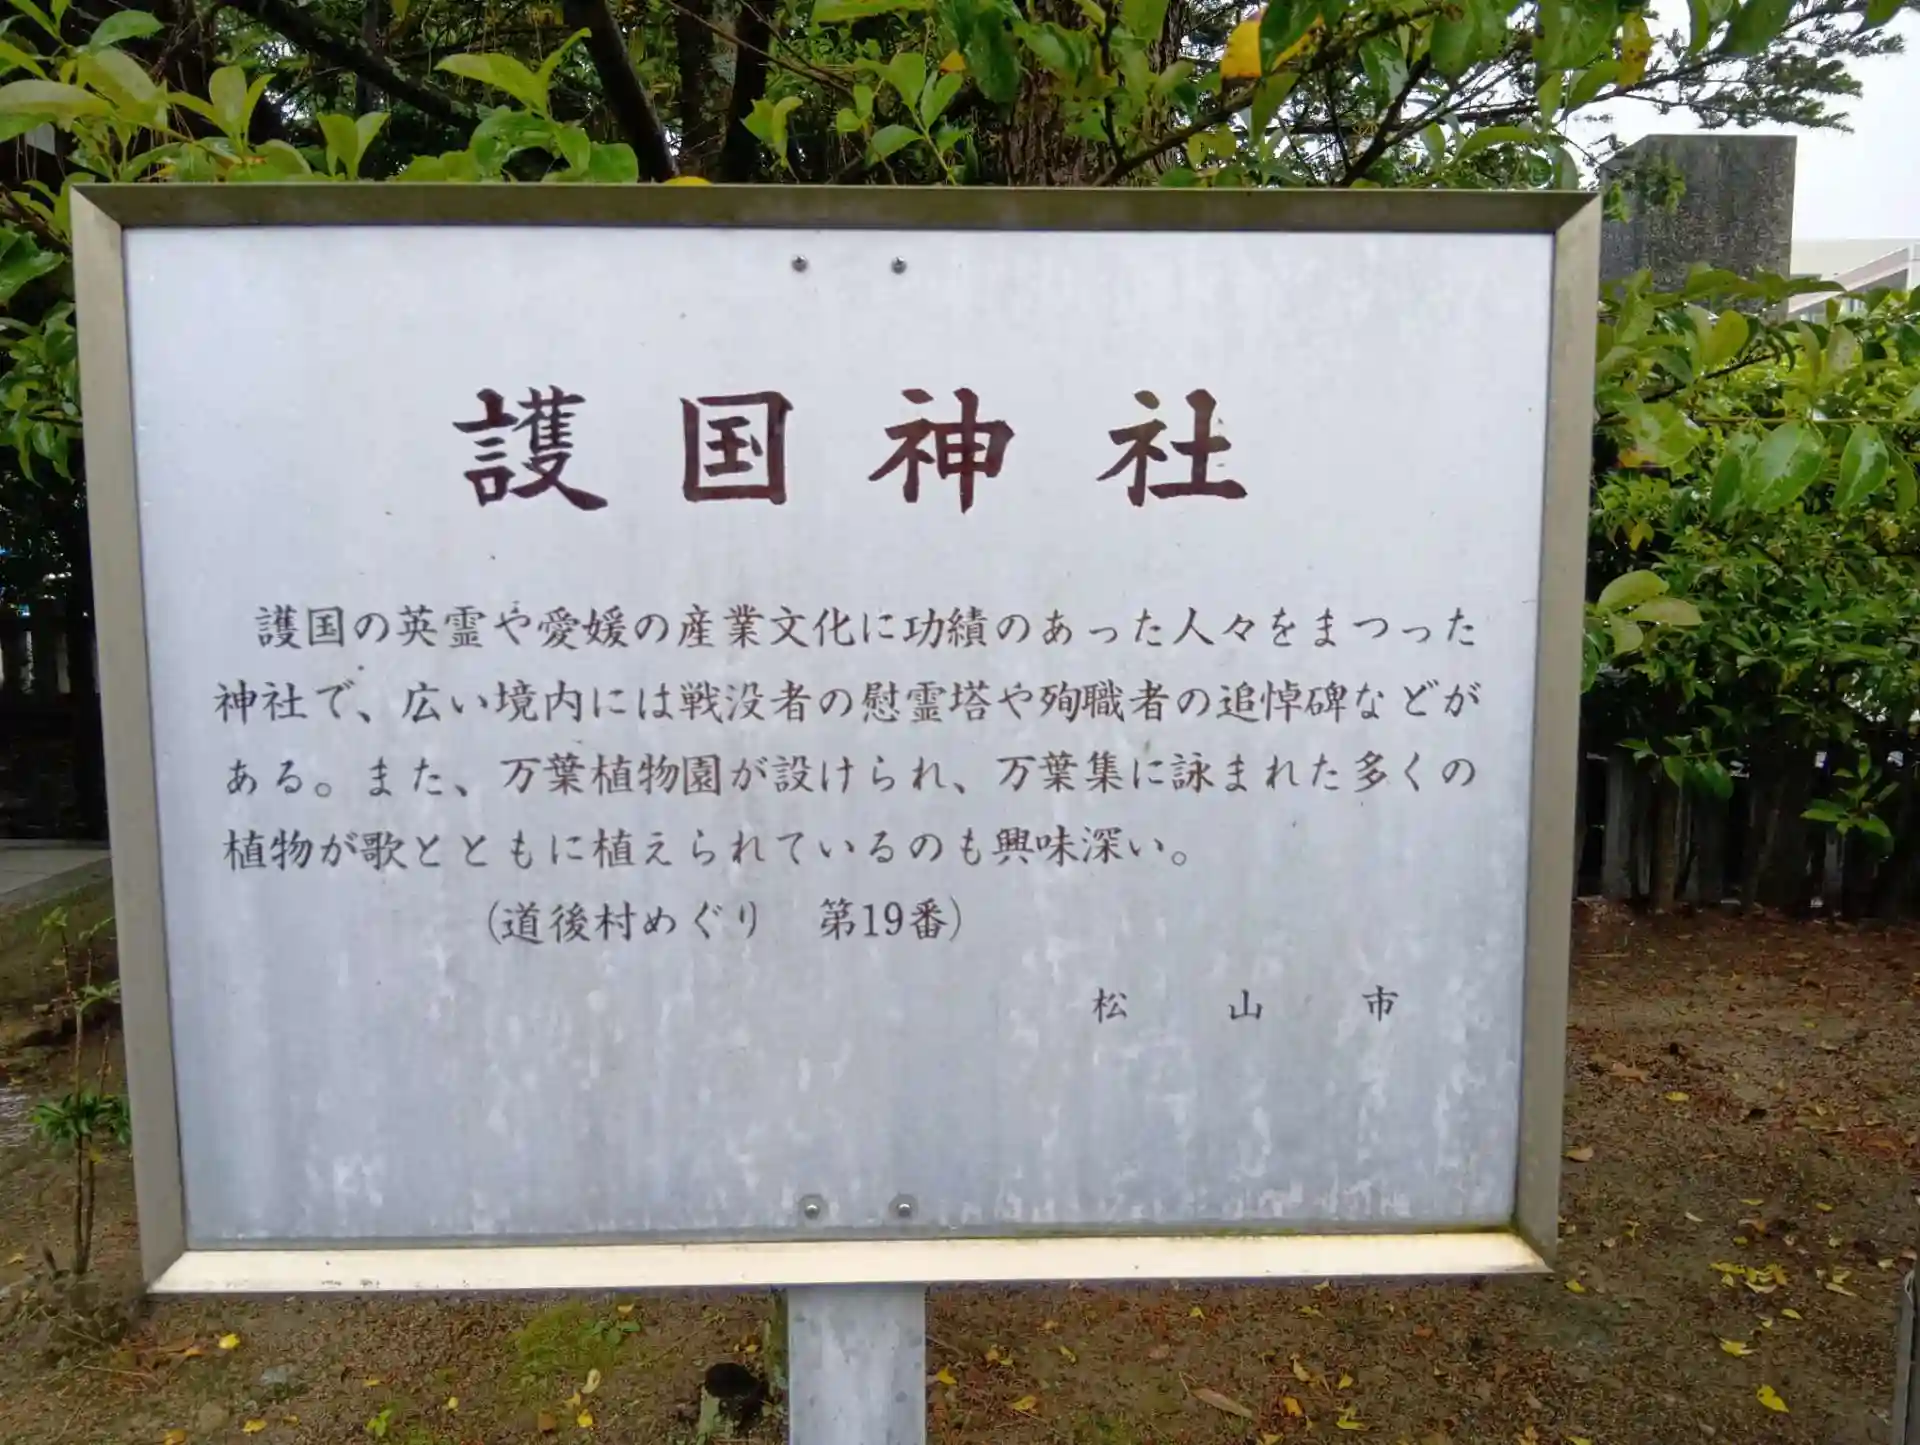 護国神社
護国の英霊や愛媛の産業文化に功績のあった人々をまつった
神社で、広い境内には戦没者の慰霊塔や殉職者の追悼碑などが
ある。また、万葉植物園が設けられ、万葉集に詠まれた多くの
植物が歌とともに植えられているのも興味深い。
(道後村めぐり　第19番)
松　山　市